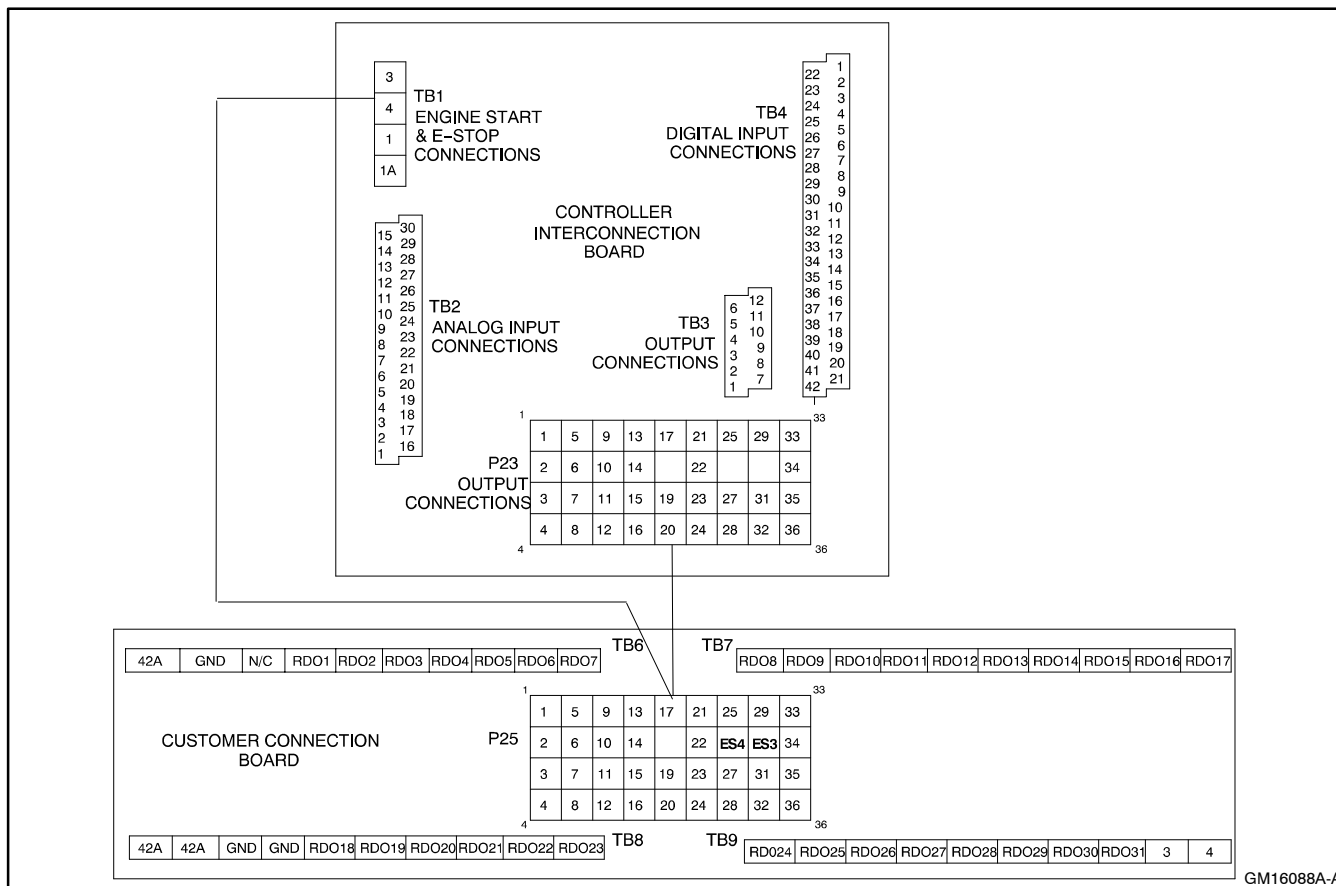 3
4
1
1A
TB1
ENGINE START
& E-STOP
CONNECTIONS
TB4
DIGITAL INPUT
CONNECTIONS
22 1
23 2
24 3
25 4
26 5
27 6
28 7
29 8
30 9
31 10
32 11
33 12
34 13
35 14
36 15
37 16
38 17
39 18
40 19
41 20
42 21
CONTROLLER
INTERCONNECTION
BOARD
15 30
14 29
13 28
12 27
11 26
10 25
9 24
8 23
7 22
6 21
5 20
4 19
3 18
2 17
1 16
TB2
ANALOG INPUT
CONNECTIONS
TB3
OUTPUT
CONNECTIONS
6 12
5 11
4 10
3 9
2 8
1 7
1 33
P23
OUTPUT
CONNECTIONS
1 5 9 13 17 21 25 29 33
2 6 10 14 22 34
3 7 11 15 19 23 27 31 35
4 8 12 16 20 24 28 32 36
4 36
TB6
42A GND N/C RDO1 RDO2 RDO3 RDO4 RDO5 RDO6 RDO7
TB7
RDO8 RDO9 RDO10 RDO11 RDO12 RDO13 RDO14 RDO15 RDO16 RDO17
CUSTOMER CONNECTION
BOARD
P25
1 33
1 5 9 13 17 21 25 29 33
2 6 10 14 22 ES4 ES3 34
3 7 11 15 19 23 27 31 35
4 8 12 16 20 24 28 32 36
4 36
42A 42A GND GND RDO18 RDO19 RDO20 RDO21 RDO22 RDO23
TB8
TB9
RD024 RDO25 RDO26 RDO27 RDO28 RDO29 RDO30 RDO31 3 4
GM16088A-A